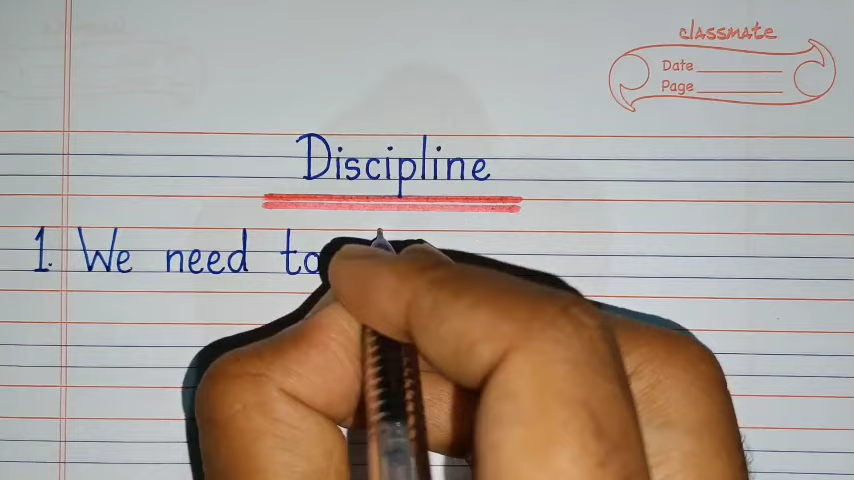 classmate
Date
Page
Discipline
1. We need to